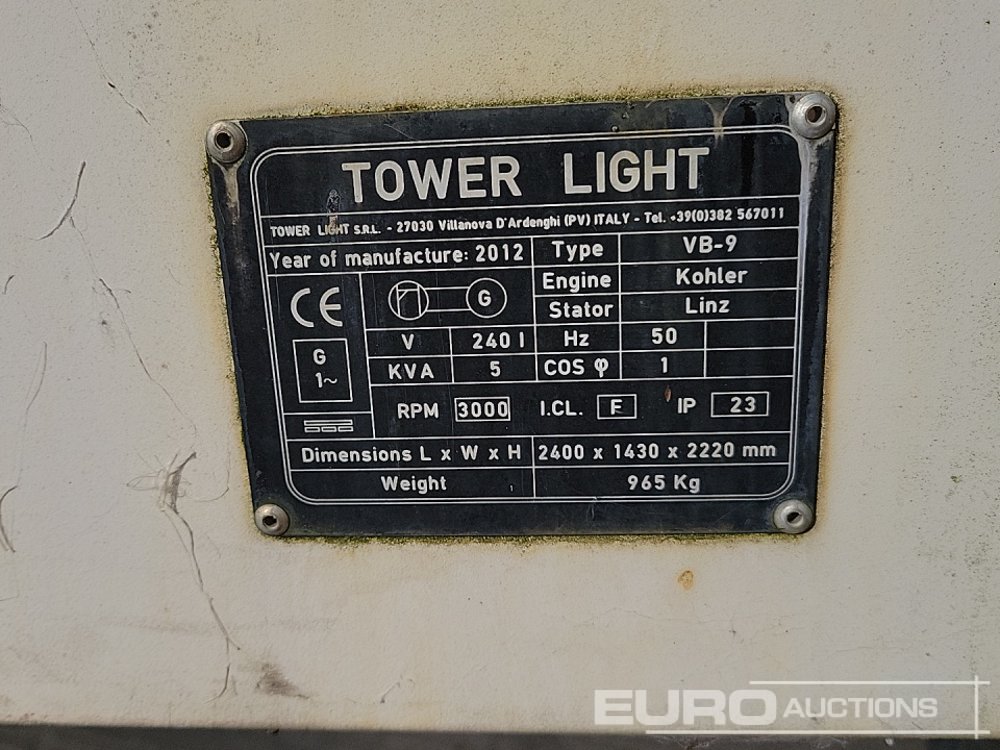 TOWER LIGHT
TOWER LIGHT S.R.L. - 27030 Villanova D'Ardenghi (PV) ITALY - Tel. +39(0)382 567011
Year of manufacture: 2012 Type VB-9
Engine Kohler
CE G Stator Linz
V 240 I Hz 50
G 1~ KVA 5 COS φ 1
RPM 3000 I.CL. F IP 23
Dimensions L x W x H 2400 x 1430 x 2220 mm
Weight 965 Kg
EURO AUCTIONS